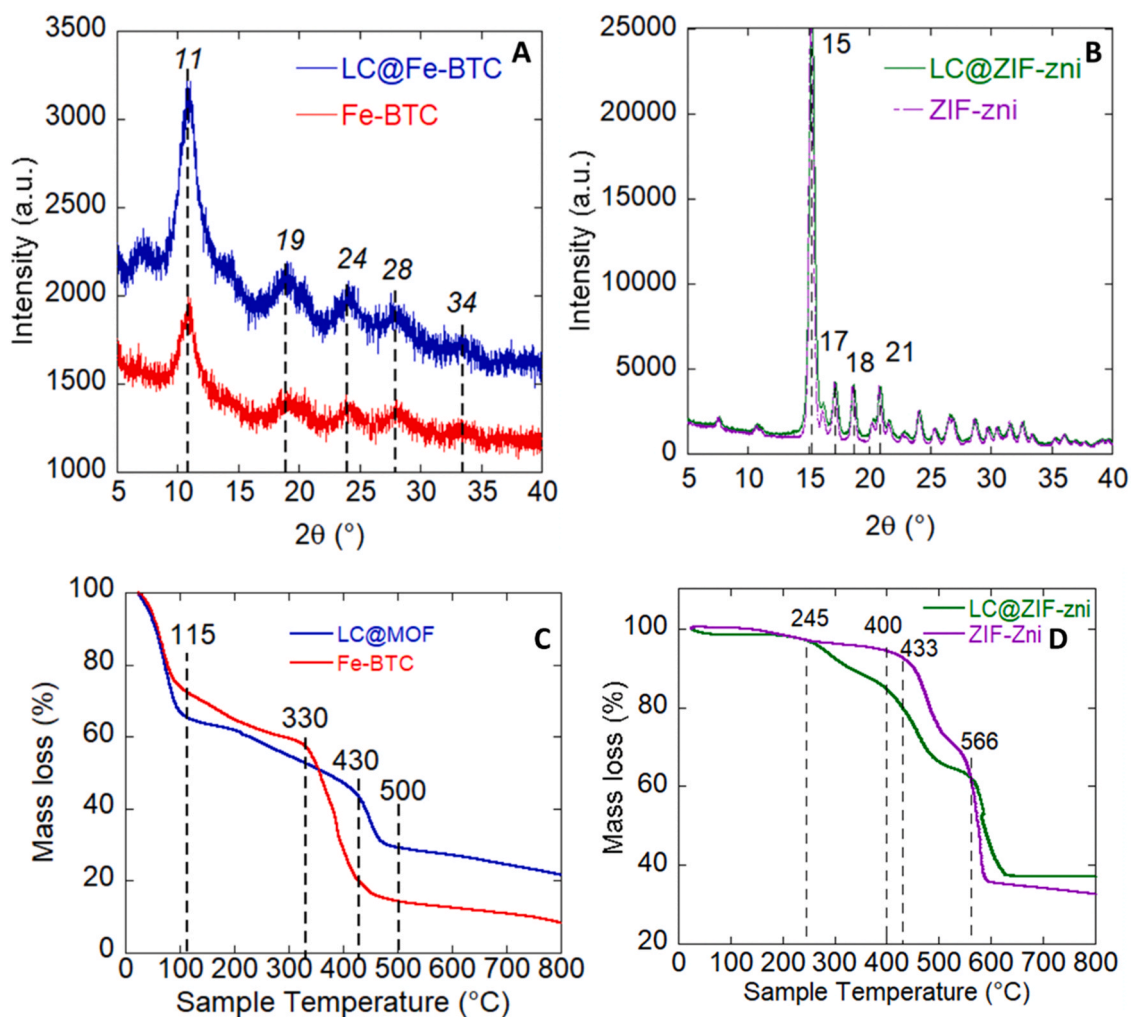 A
LC@Fe-BTC
Fe-BTC
11
19
24
28
34
3500
3000
2500
2000
1500
1000
Intensity (a.u.)
5 10 15 20 25 30 35 40
2θ (°)
B
LC@ZIF-zni
ZIF-zni
15
17
18
21
25000
20000
15000
10000
5000
0
Intensity (a.u.)
5 10 15 20 25 30 35 40
2θ (°)
C
LC@MOF
Fe-BTC
115
330
430
500
100
80
60
40
20
0
Mass loss (%)
0 100 200 300 400 500 600 700 800
Sample Temperature (°C)
D
LC@ZIF-zni
ZIF-Zni
245
400
433
566
100
80
60
40
20
Mass loss (%)
0 100 200 300 400 500 600 700 800
Sample Temperature (°C)